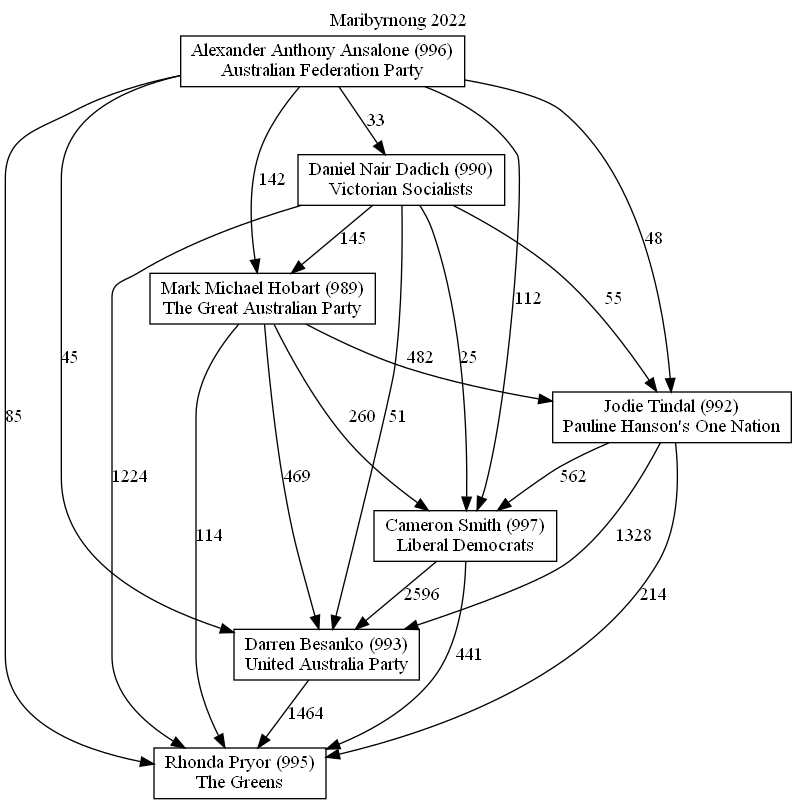 Maribyrnong 2022
Alexander Anthony Ansalone (996)
Australian Federation Party
33
Daniel Nair Dadich (990)
Victorian Socialists
142
145
48
Mark Michael Hobart (989)
The Great Australian Party
112
55
45
482
25
85
260
51
Jodie Tindal (992)
Pauline Hanson's One Nation
1224
469
562
114
Cameron Smith (997)
Liberal Democrats
1328
2596
214
Darren Besanko (993)
United Australia Party
441
1464
Rhonda Pryor (995)
The Greens